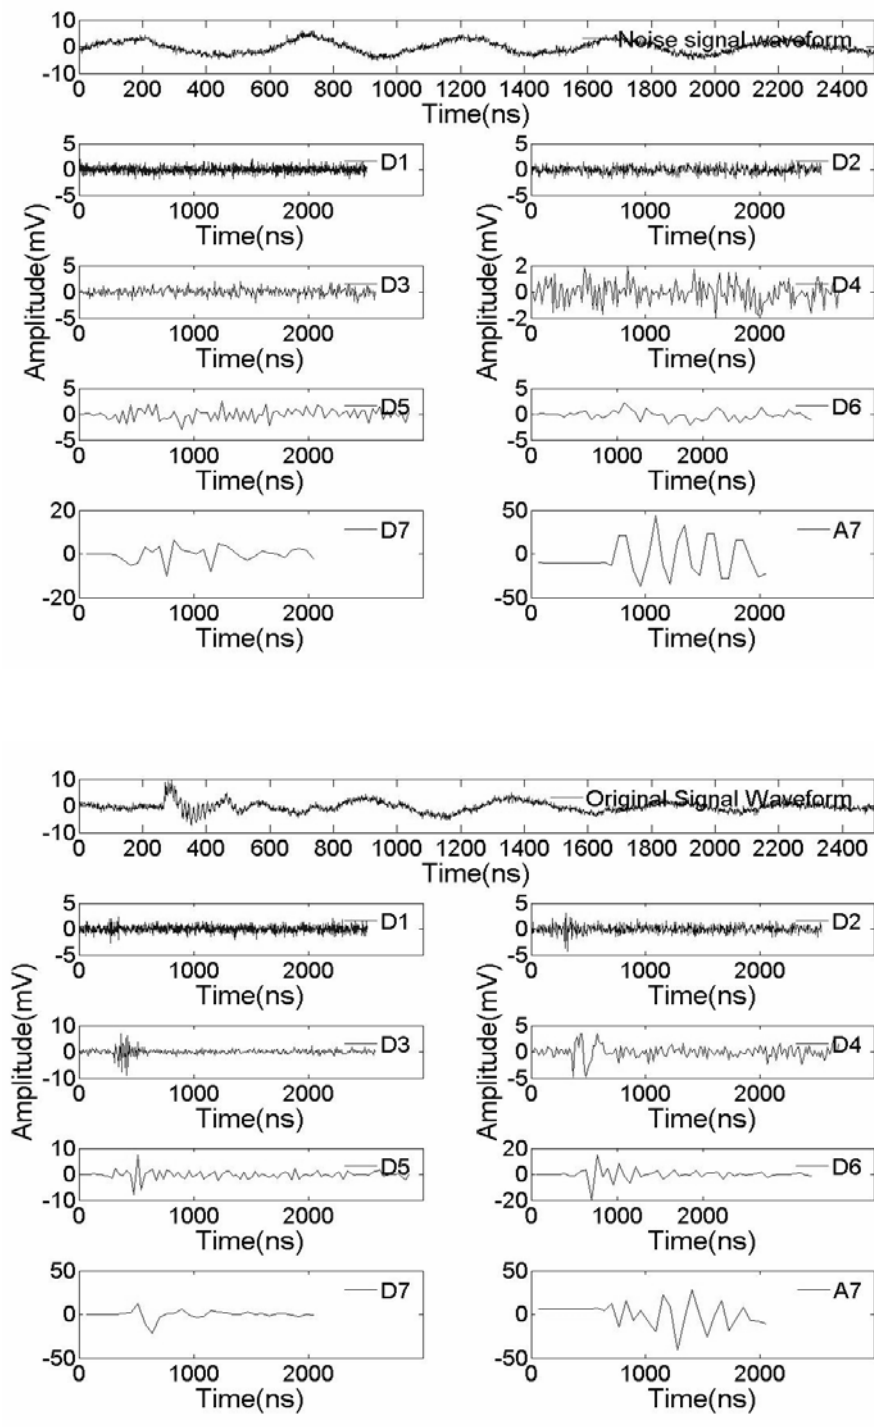 10
0
-10
Noise signal waveform
0 200 400 600 800 1000 1200 1400 1600 1800 2000 2200 2400
Time(ns)
Amplitude(mV)
5
0
-5
D1
0 1000 2000
Time(ns)
5
0
-5
D2
0 1000 2000
Time(ns)
5
0
-5
D3
0 1000 2000
Time(ns)
2
0
-2
D4
0 1000 2000
Time(ns)
Amplitude(mV)
5
0
-5
D5
0 1000 2000
Time(ns)
5
0
-5
D6
0 1000 2000
Time(ns)
20
0
-20
D7
0 1000 2000
Time(ns)
50
0
-50
A7
0 1000 2000
Time(ns)
10
0
-10
Original Signal Waveform
0 200 400 600 800 1000 1200 1400 1600 1800 2000 2200 2400
Time(ns)
Amplitude(mV)
5
0
-5
D1
0 1000 2000
Time(ns)
5
0
-5
D2
0 1000 2000
Time(ns)
10
0
-10
D3
0 1000 2000
Time(ns)
5
0
-5
D4
0 1000 2000
Time(ns)
Amplitude(mV)
10
0
-10
D5
0 1000 2000
Time(ns)
20
0
-20
D6
0 1000 2000
Time(ns)
50
0
-50
D7
0 1000 2000
Time(ns)
50
0
-50
A7
0 1000 2000
Time(ns)